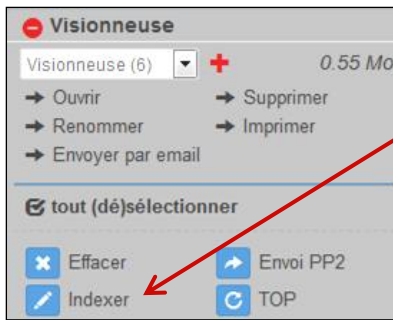 Visionneuse
Visionneuse (6) 0.55 Mo
Ouvrir Supprimer
Renommer Imprimer
Envoyer par email
tout (dé)sélectionner
Effacer Envoi PP2
Indexer TOP